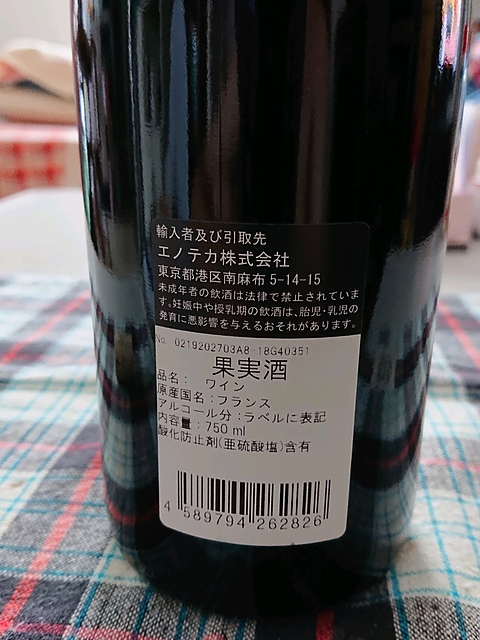 輸入者及び引取先
エノテカ株式会社
東京都港区南麻布 5-14-15
未成年者の飲酒は法律で禁止されていま
す。妊娠中や授乳期の飲酒は、胎児・乳児の
発育に悪影響を与えるおそれがあります。
No. 0219202703A8-18G40351
果実酒
品名： ワイン
原産国名：フランス
アルコール分：ラベルに表記
内容量：750 ml
酸化防止剤(亜硫酸塩)含有
4 589794 262826